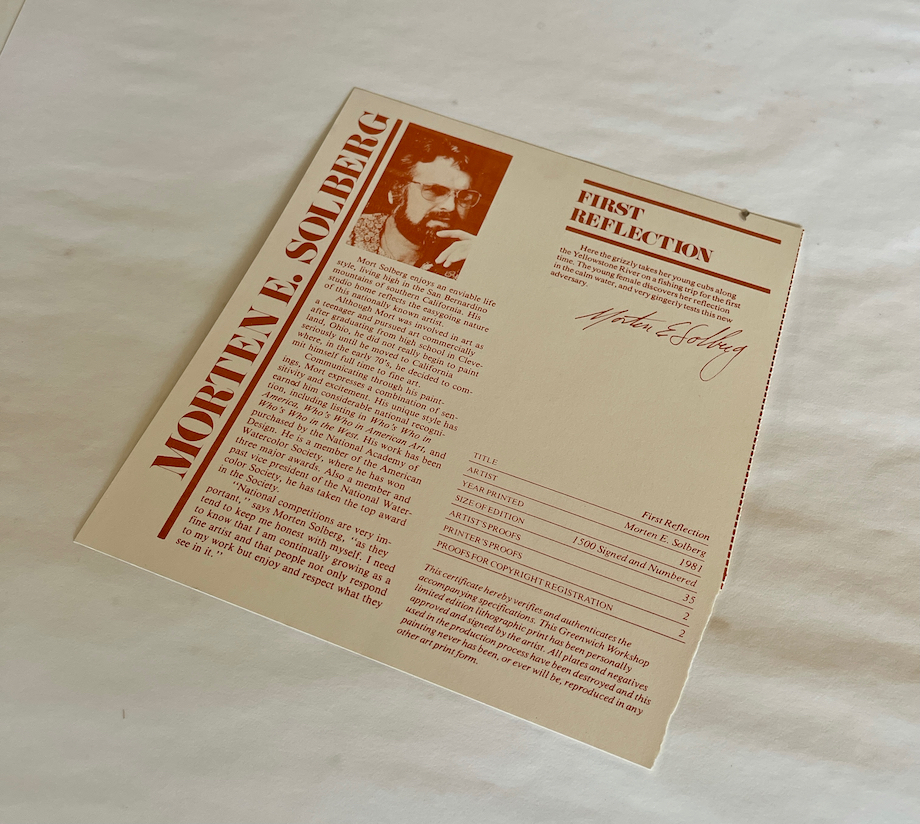 MORTEN E. SOLBERG
Mort Solberg enjoys an enviable life
style, living high in the San Bernardino
mountains of southern California. His
studio home reflects the easygoing nature
of this nationally known artist.
Although Mort was involved in art as
a teenager and pursued art commercially
after graduating from high school in Cleve-
land, Ohio, he did not really begin to paint
seriously until he moved to California
where, in the early 70's, he decided to com-
mit himself full time to fine art.
Communicating through his paint-
ings, Mort expresses a combination of sen-
sitivity and excitement. His unique style has
earned him considerable national recogni-
tion, including listing in Who's Who in
America, Who's Who in American Art, and
Who's Who in the West. His work has been
purchased by the National Academy of
Design. He is a member of the American
Watercolor Society, where he has won
three major awards. Also a member and
past vice president of the National Water-
color Society, he has taken the top award
in the Society.
"National competitions are very im-
portant," says Morten Solberg, "as they
tend to keep me honest with myself. I need
to know that I am continually growing as a
fine artist and that people not only respond
to my work but enjoy and respect what they
see in it."
FIRST
REFLECTION
Here the grizzly takes her young cubs along
the Yellowstone River on a fishing trip for the first
time. The young female discovers her reflection
in the calm water, and very gingerly tests this new
adversary.
Morten E Solberg
TITLE First Reflection
ARTIST Morten E. Solberg
YEAR PRINTED 1981
SIZE OF EDITION 1500 Signed and Numbered
ARTIST'S PROOFS 35
PRINTER'S PROOFS 2
PROOFS FOR COPYRIGHT REGISTRATION 2
This certificate hereby verifies and authenticates the
accompanying specifications. This Greenwich Workshop
limited edition lithographic print has been personally
approved and signed by the artist. All plates and negatives
used in the production process have been destroyed and this
painting never has been, or ever will be, reproduced in any
other art print form.